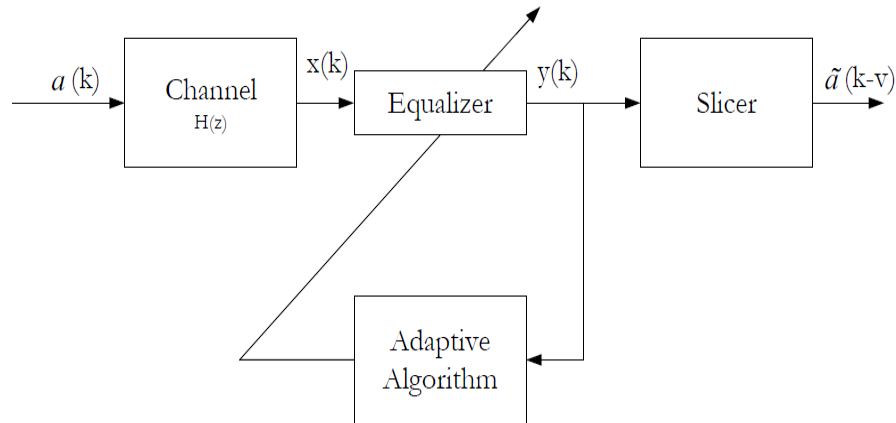 a (k)
Channel
H(z)
x(k)
Equalizer
y(k)
Slicer
ã (k-v)
Adaptive
Algorithm